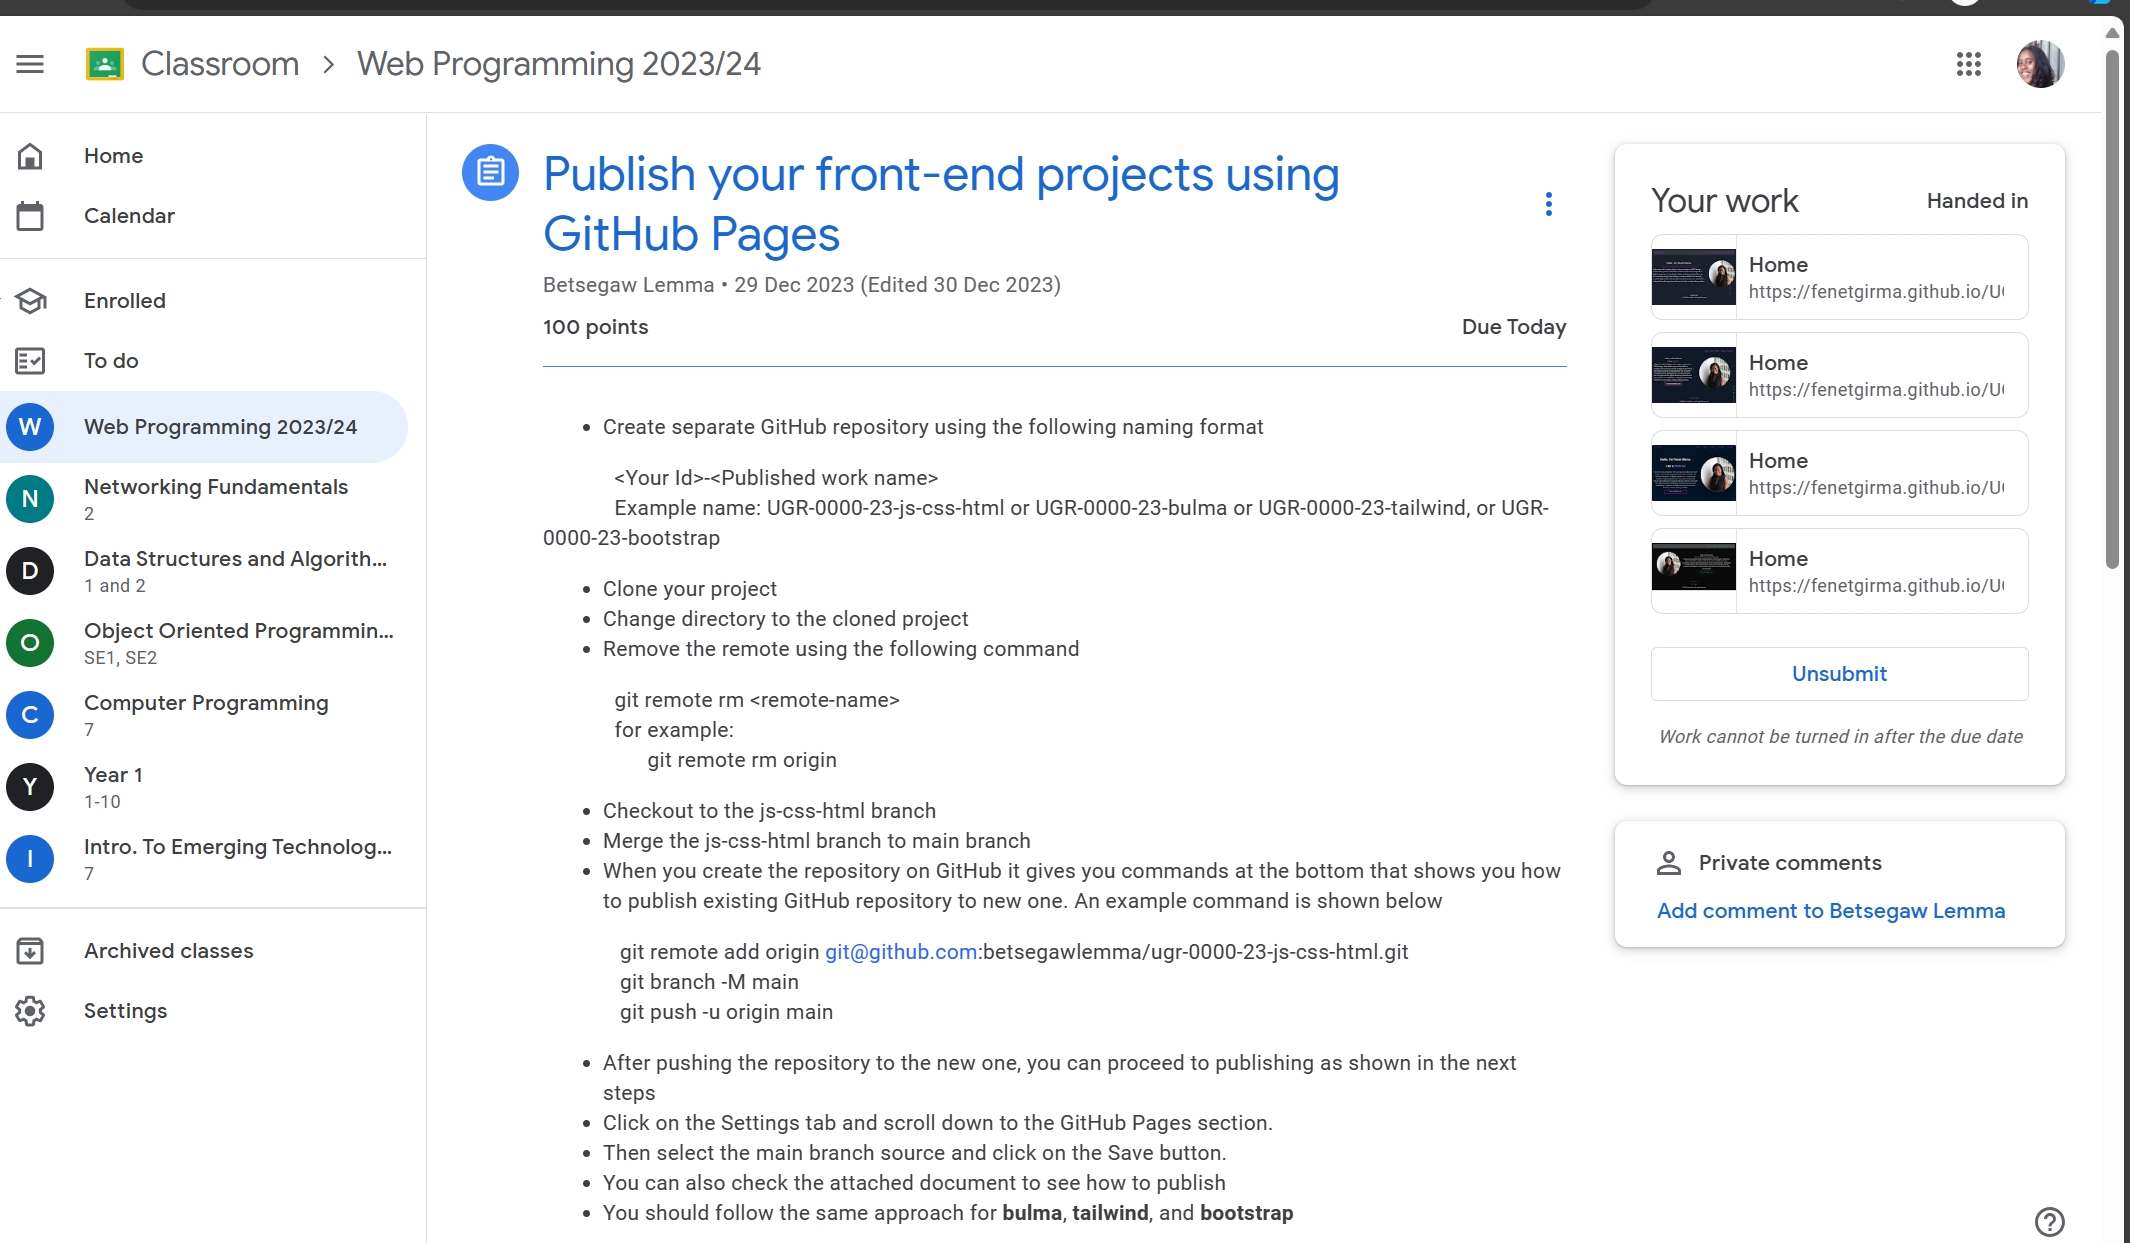 Classroom > Web Programming 2023/24
Home
Calendar
Enrolled
To do
W Web Programming 2023/24
N Networking Fundamentals
2
D Data Structures and Algorith...
1 and 2
O Object Oriented Programmin...
SE1, SE2
C Computer Programming
7
Y Year 1
1-10
I Intro. To Emerging Technolog...
7
Archived classes
Settings
Publish your front-end projects using
GitHub Pages
Betsegaw Lemma • 29 Dec 2023 (Edited 30 Dec 2023)
100 points
Due Today
• Create separate GitHub repository using the following naming format
<Your Id>-<Published work name>
Example name: UGR-0000-23-js-css-html or UGR-0000-23-bulma or UGR-0000-23-tailwind, or UGR-
0000-23-bootstrap
• Clone your project
• Change directory to the cloned project
• Remove the remote using the following command
git remote rm <remote-name>
for example:
git remote rm origin
• Checkout to the js-css-html branch
• Merge the js-css-html branch to main branch
• When you create the repository on GitHub it gives you commands at the bottom that shows you how
to publish existing GitHub repository to new one. An example command is shown below
git remote add origin git@github.com:betsegawlemma/ugr-0000-23-js-css-html.git
git branch -M main
git push -u origin main
• After pushing the repository to the new one, you can proceed to publishing as shown in the next
steps
• Click on the Settings tab and scroll down to the GitHub Pages section.
• Then select the main branch source and click on the Save button.
• You can also check the attached document to see how to publish
• You should follow the same approach for bulma, tailwind, and bootstrap
Your work
Handed in
Home
https://fenetgirma.github.io/U
Home
https://fenetgirma.github.io/U
Home
https://fenetgirma.github.io/U
Home
https://fenetgirma.github.io/U
Unsubmit
Work cannot be turned in after the due date
Private comments
Add comment to Betsegaw Lemma